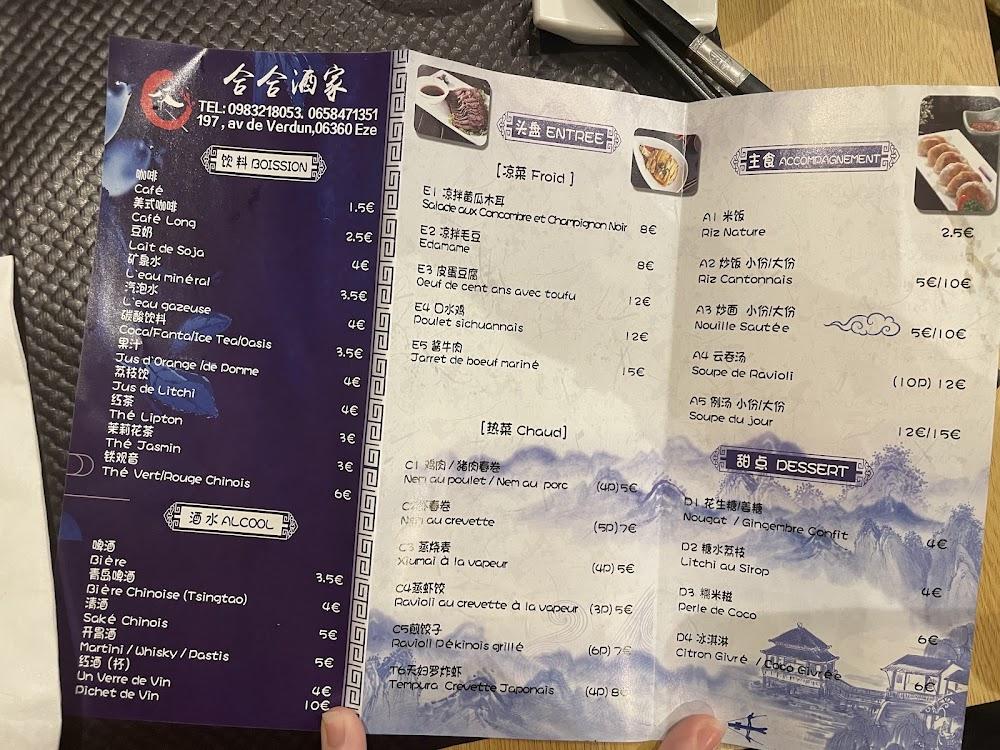 合合酒家
TEL: 0983218053. 0658471351
197, av de Verdun,06360 Eze
饮料 BOISSION
咖啡
Café 1.5€
美式咖啡
Café Long 2.5€
豆奶
Lait de Soja 4€
矿泉水
L'eau minéral 3.5€
汽泡水
L'eau gazeuse 4€
碳酸饮料
Coca/Fanta/Ice Tea/Oasis 3.5€
果汁
Jus d'Orange /de Pomme 4€
荔枝饮
Jus de Litchi 4€
红茶
Thé Lipton 3€
茉莉花茶
Thé Jasmin 3€
铁观音
Thé Vert/Rouge Chinois 6€
酒水 ALCOOL
啤酒
Bière 3.5€
青岛啤酒
Bière Chinoise (Tsingtao) 4€
清酒
Saké Chinois 5€
开胃酒
Martini / Whisky / Pastis 5€
红酒 (杯)
Un Verre de Vin 4€
Pichet de Vin 10€
头盘 ENTREE
[凉菜 Froid ]
E1 凉拌黄瓜木耳
Salade aux Concombre et Champignon Noir 8€
E2 凉拌毛豆
Edamame 8€
E3 皮蛋豆腐
Oeuf de cent ans avec toufu 12€
E4 口水鸡
Poulet sichuannais 12€
E5 酱牛肉
Jarret de boeuf mariné 15€
[热菜 Chaud]
C1 鸡肉 / 猪肉春卷
Nem au poulet / Nem au porc (4P) 5€
C2 虾春卷
Nem au crevette (5P) 7€
C3 蒸烧麦
Xiumai à la vapeur (4P) 5€
C4蒸虾饺
Ravioli au crevette à la vapeur (3P) 5€
C5煎饺子
Ravioli Pékinois grillé (6P) 7€
T6天妇罗炸虾
Tempura Crevette Japonais (4P) 8€
主食 ACCOMPAGNEMENT
A1 米饭
Riz Nature 2.5€
A2 炒饭 小份/大份
Riz Cantonnais 5€/10€
A3 炒面 小份/大份
Nouille Sautée 5€/10€
A4 云吞汤
Soupe de Ravioli (10P) 12€
A5 例汤 小份/大份
Soupe du jour 12€/15€
甜点 DESSERT
D1 花生糖/姜糖
Nougat / Gingembre Confit 4€
D2 糖水荔枝
Litchi au Sirop 4€
D3 糯米糍
Perle de Coco 6€
D4 冰淇淋
Citron Givré / Coco Givrée 6€